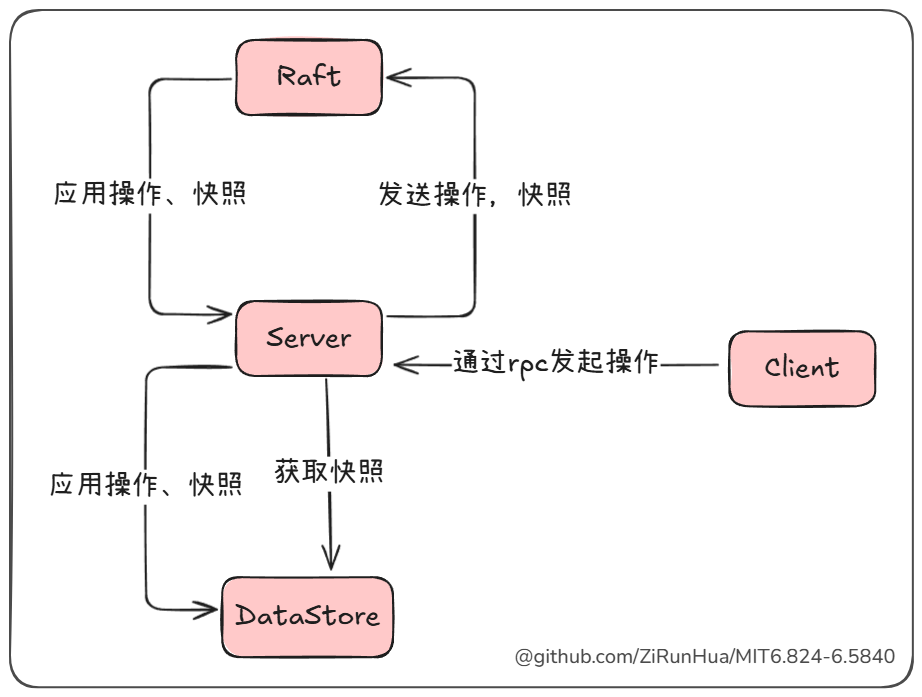 Raft
应用操作、快照
发送操作，快照
Server
通过rpc发起操作
Client
应用操作、快照
获取快照
DataStore
@github.com/ZiRunHua/MIT6.824-6.5840